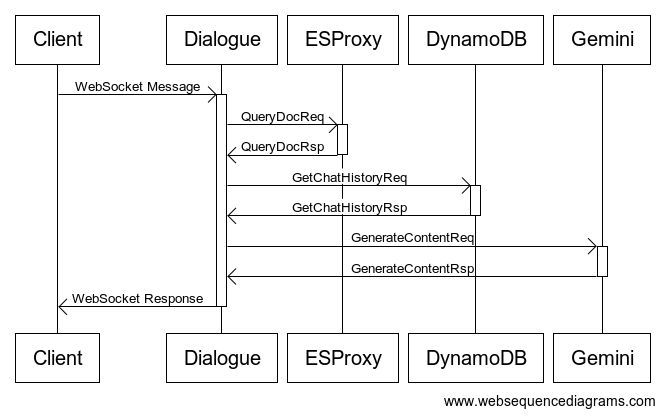 Client Dialogue ESProxy DynamoDB Gemini
WebSocket Message
QueryDocReq
QueryDocRsp
GetChatHistoryReq
GetChatHistoryRsp
GenerateContentReq
GenerateContentRsp
WebSocket Response
Client Dialogue ESProxy DynamoDB Gemini
www.websequencediagrams.com